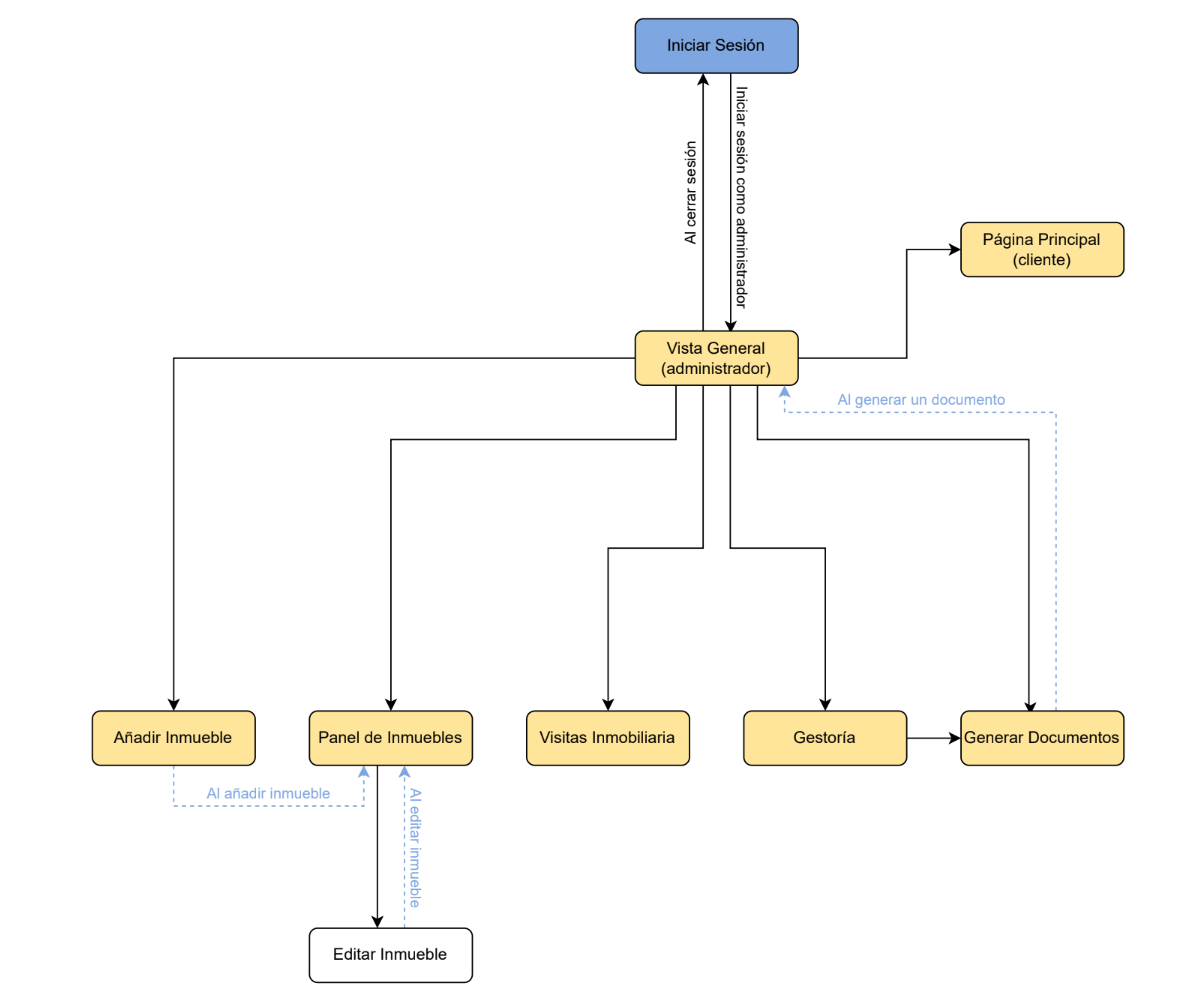 Iniciar Sesión
Al cerrar sesión
Iniciar sesión como administrador
Página Principal
(cliente)
Vista General
(administrador)
Al generar un documento
Añadir Inmueble
Panel de Inmuebles
Visitas Inmobiliaria
Gestoría
Generar Documentos
Al añadir inmueble
Al editar inmueble
Editar Inmueble